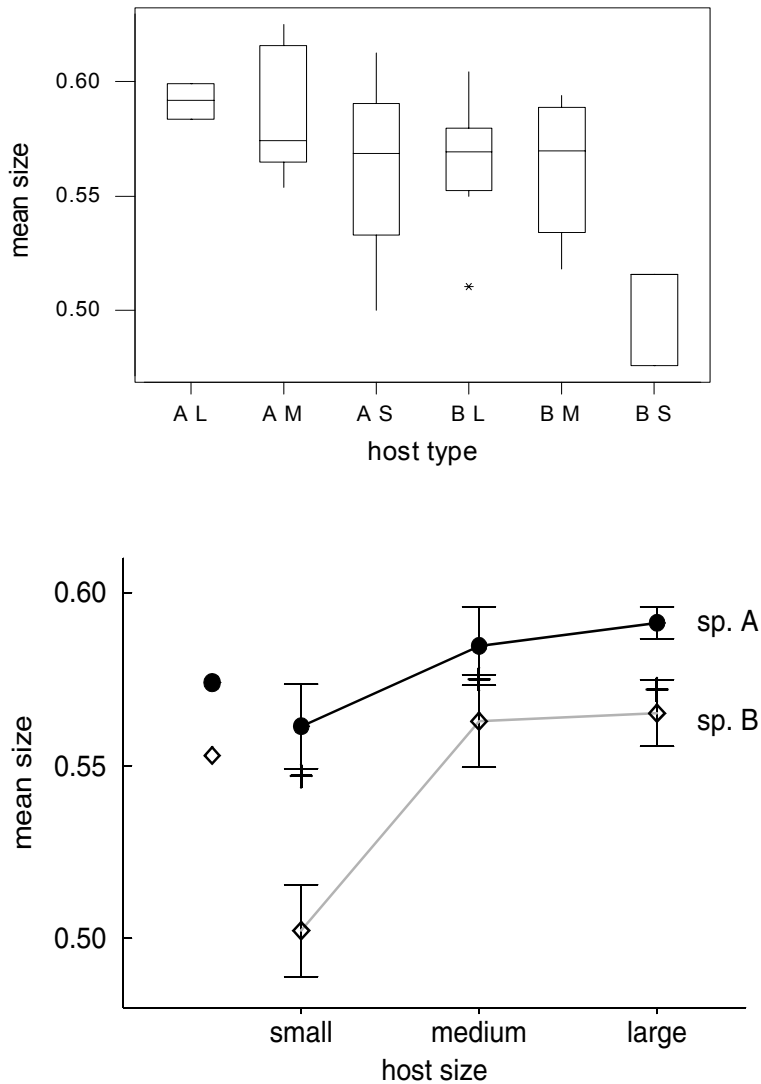 0.60
0.55
0.50
mean size
A L A M A S B L B M B S
host type
0.60
0.55
0.50
mean size
sp. A
sp. B
small medium large
host size